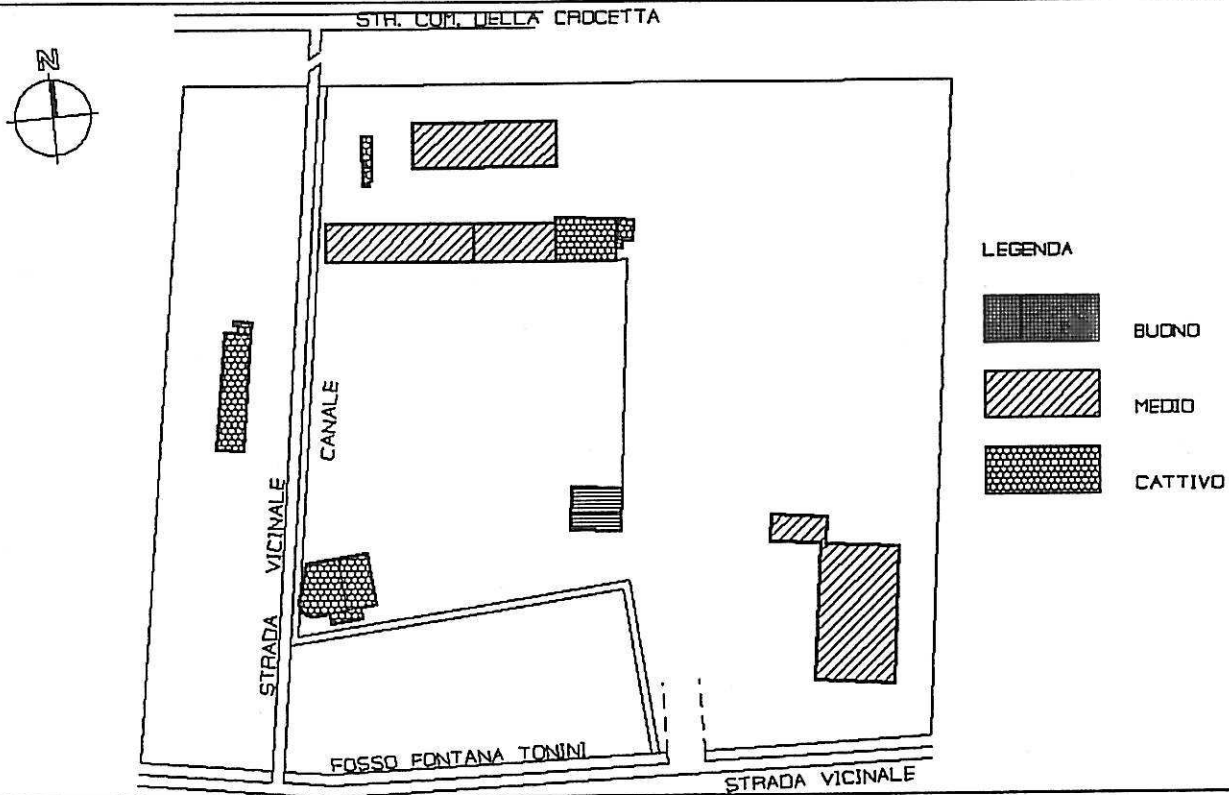 STR. COM. DELLA CROCETTA
N
LEGENDA
BUONO
MEDIO
CATTIVO
CANALE
STRADA VICINALE
FOSSO FONTANA TONINI
STRADA VICINALE